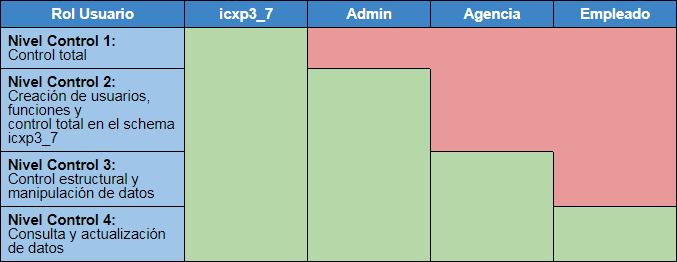 Rol Usuario icxp3_7 Admin Agencia Empleado
Nivel Control 1:
Control total
Nivel Control 2:
Creación de usuarios,
funciones y
control total en el schema
icxp3_7
Nivel Control 3:
Control estructural y
manipulación de datos
Nivel Control 4:
Consulta y actualización
de datos